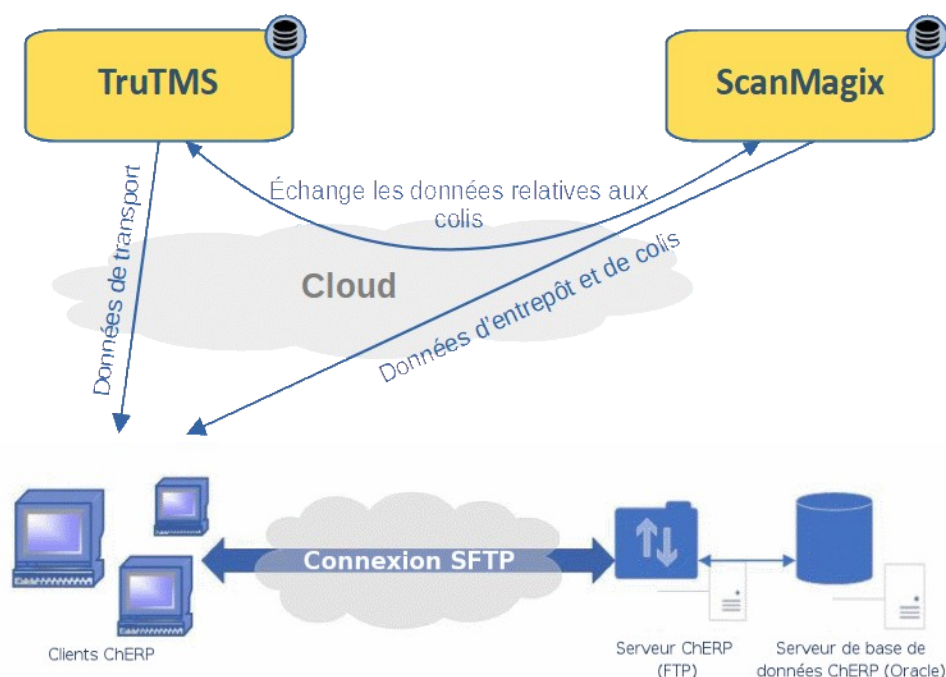 TruTMS
ScanMagix
Données de transport
Échange les données relatives aux
colis
Cloud
Données d'entrepôt et de colis
Connexion SFTP
Clients ChERP
Serveur ChERP
(FTP)
Serveur de base de
données ChERP (Oracle)